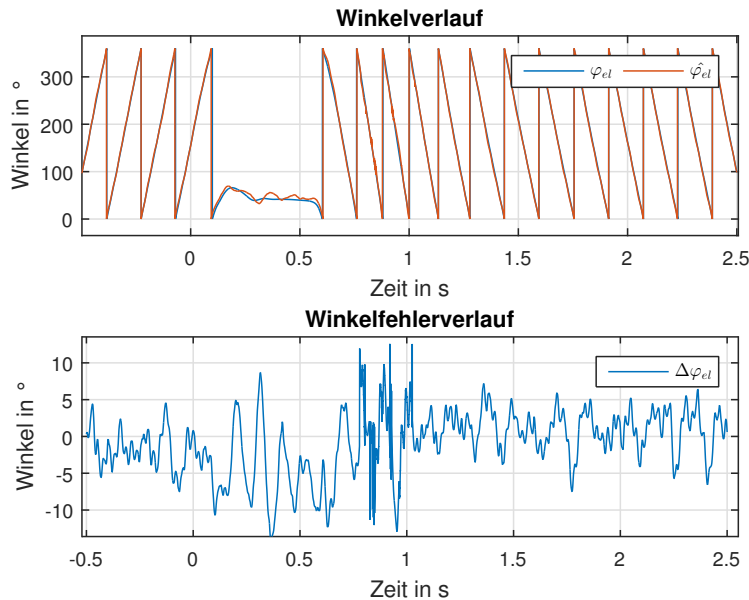 Winkelverlauf
Winkel in °
300
200
100
0
φ_el φ̂_el
0 0.5 1 1.5 2 2.5
Zeit in s
Winkelfehlerverlauf
Winkel in °
10
5
0
-5
-10
Δφ_el
-0.5 0 0.5 1 1.5 2 2.5
Zeit in s